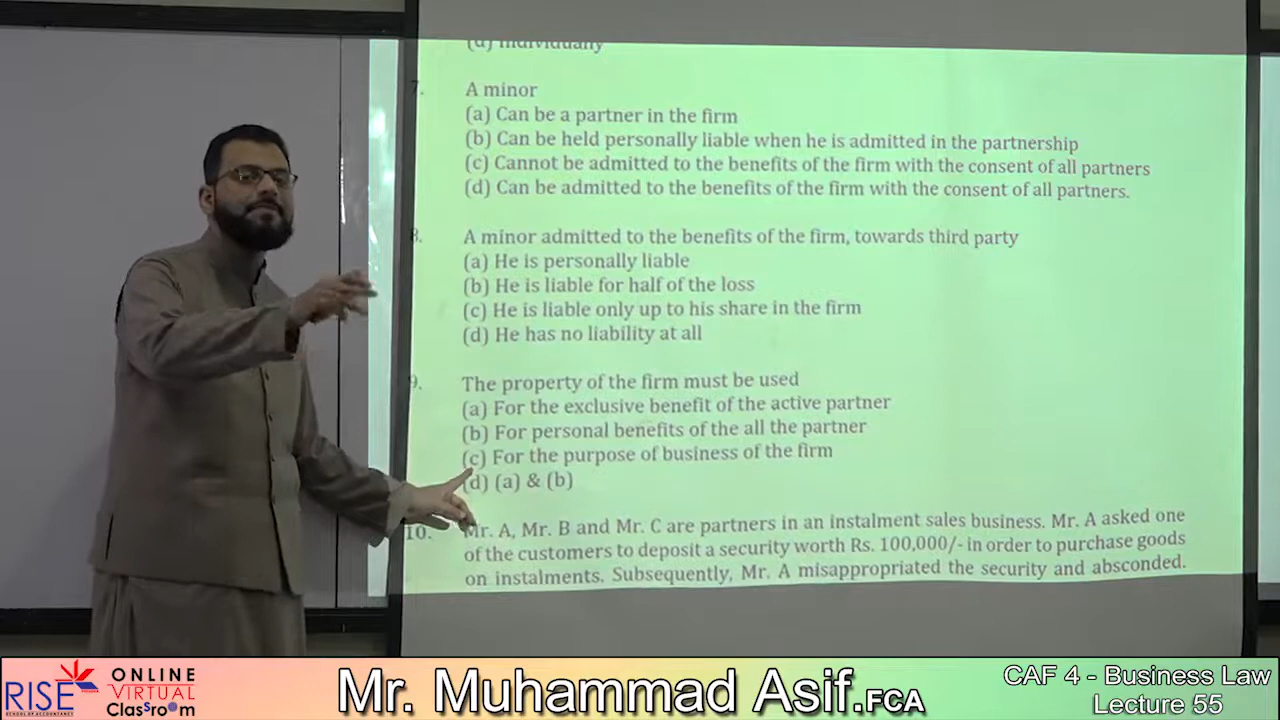 (d) Individually
7. A minor
(a) Can be a partner in the firm
(b) Can be held personally liable when he is admitted in the partnership
(c) Cannot be admitted to the benefits of the firm with the consent of all partners
(d) Can be admitted to the benefits of the firm with the consent of all partners.
8. A minor admitted to the benefits of the firm, towards third party
(a) He is personally liable
(b) He is liable for half of the loss
(c) He is liable only up to his share in the firm
(d) He has no liability at all
9. The property of the firm must be used
(a) For the exclusive benefit of the active partner
(b) For personal benefits of the all the partner
(c) For the purpose of business of the firm
(d) (a) & (b)
10. Mr. A, Mr. B and Mr. C are partners in an instalment sales business. Mr. A asked one
of the customers to deposit a security worth Rs. 100,000/- in order to purchase goods
on instalments. Subsequently, Mr. A misappropriated the security and absconded.
RISE
SCHOOL OF ACCOUNTANCY
ONLINE
VIRTUAL
ClassroOm
Mr. Muhammad Asif.FCA
CAF 4 - Business Law
Lecture 55